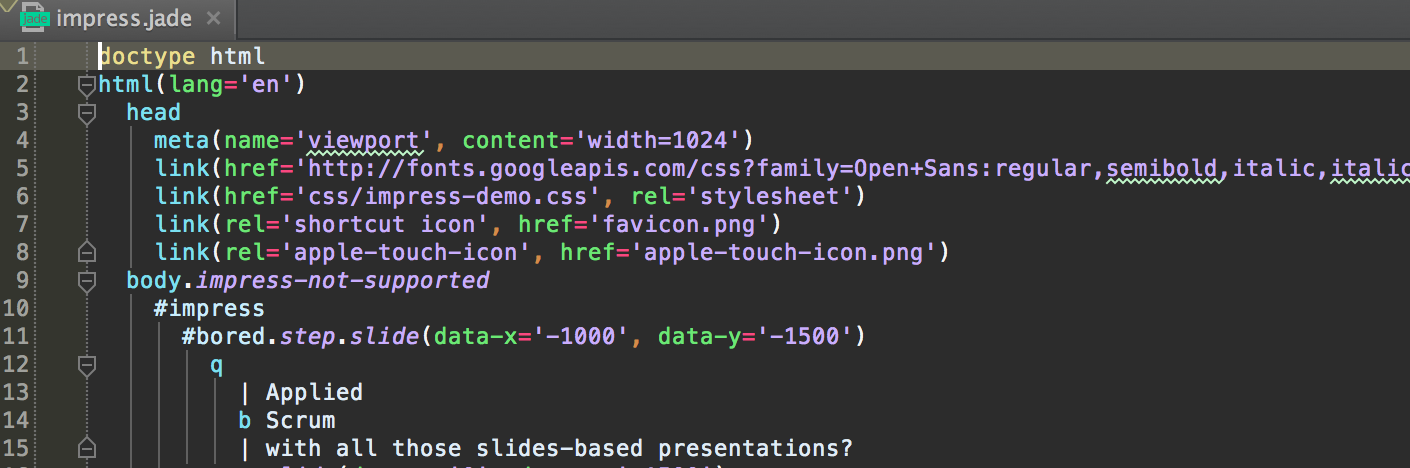 jade impress.jade ×
1 doctype html
2 html(lang='en')
3 head
4 meta(name='viewport', content='width=1024')
5 link(href='http://fonts.googleapis.com/css?family=Open+Sans:regular,semibold,italic,italic
6 link(href='css/impress-demo.css', rel='stylesheet')
7 link(rel='shortcut icon', href='favicon.png')
8 link(rel='apple-touch-icon', href='apple-touch-icon.png')
9 body.impress-not-supported
10 #impress
11 #bored.step.slide(data-x='-1000', data-y='-1500')
12 q
13 | Applied
14 b Scrum
15 | with all those slides-based presentations?